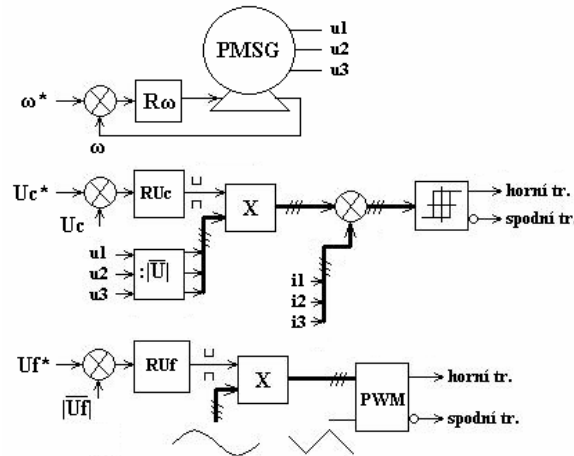 u1
PMSG
u2
u3
ω*
Rω
ω
Uc*
RUc
X
horní tr.
Uc
spodní tr.
u1
u2
:|U̅|
u3
i1
i2
i3
Uf*
RUf
X
horní tr.
|U̅f̅|
PWM
spodní tr.